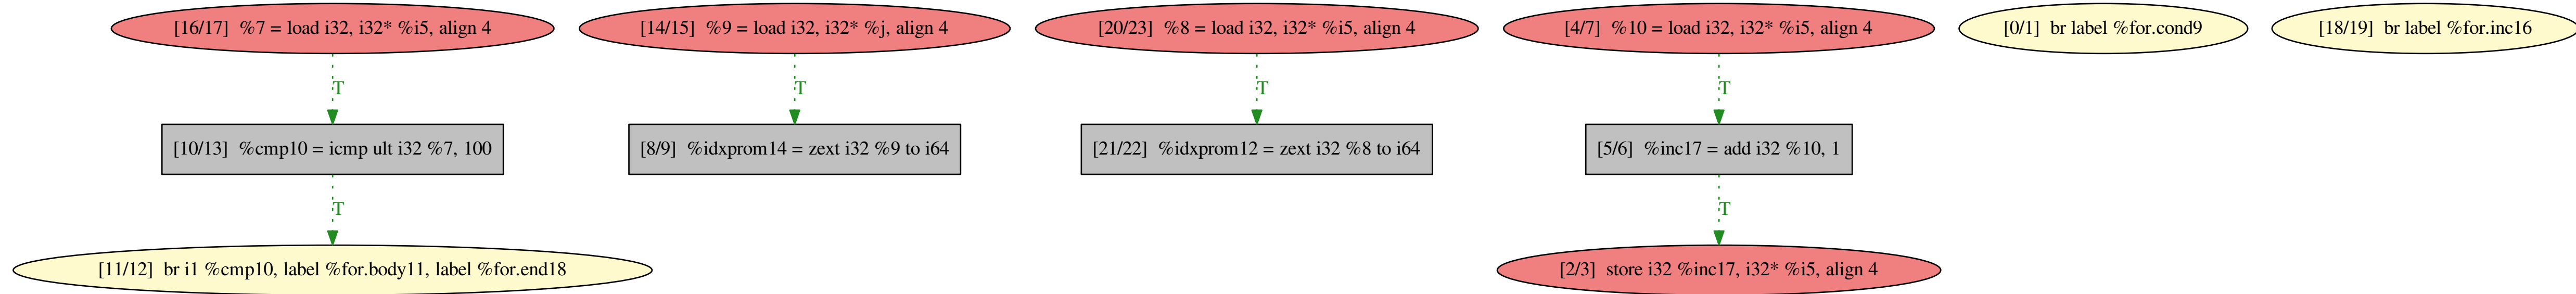 [16/17]  %7 = load i32, i32* %i5, align 4
[14/15]  %9 = load i32, i32* %j, align 4
[20/23]  %8 = load i32, i32* %i5, align 4
[4/7]  %10 = load i32, i32* %i5, align 4
[0/1]  br label %for.cond9
[18/19]  br label %for.inc16
T
T
T
T
[10/13]  %cmp10 = icmp ult i32 %7, 100
[8/9]  %idxprom14 = zext i32 %9 to i64
[21/22]  %idxprom12 = zext i32 %8 to i64
[5/6]  %inc17 = add i32 %10, 1
T
T
[11/12]  br i1 %cmp10, label %for.body11, label %for.end18
[2/3]  store i32 %inc17, i32* %i5, align 4